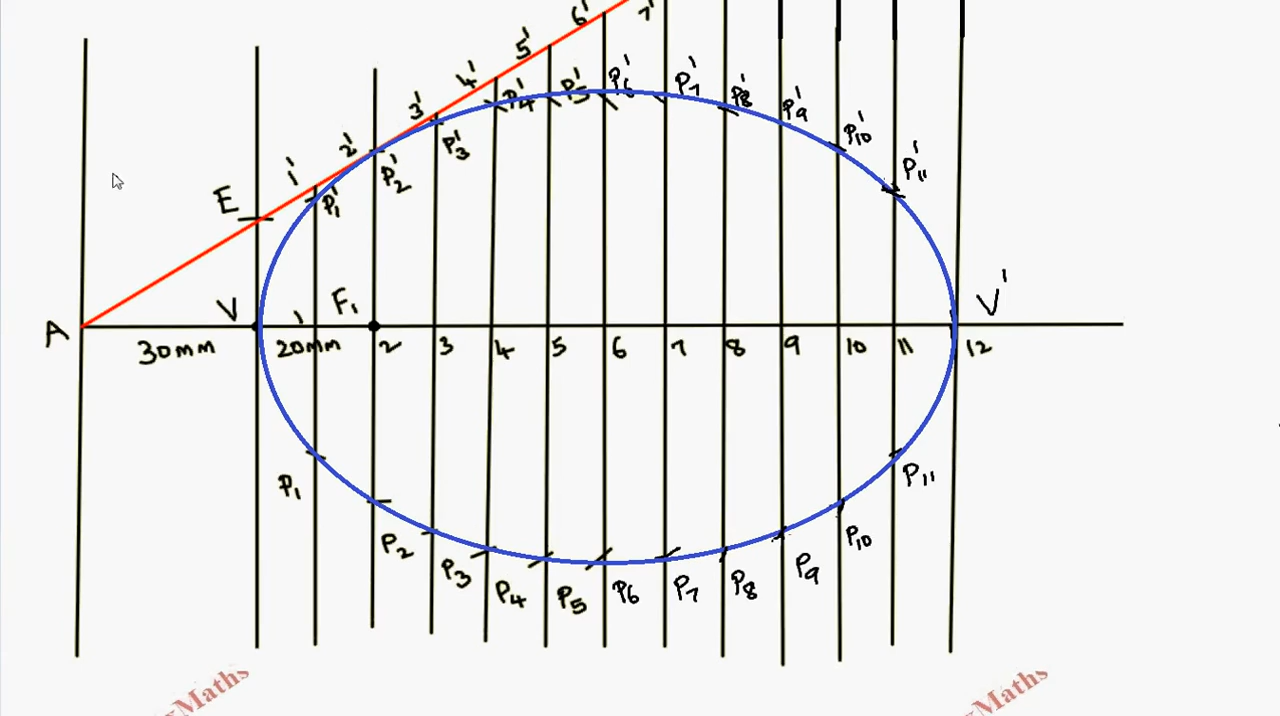 6' 7'
5'
4'
3' P4' P5' P6' P7' P8' P9'
2' P3' P10'
1' P2' P11'
E P1'
V F1 V'
A 1
30mm 20mm 2 3 4 5 6 7 8 9 10 11 12
P1 P11
P2 P10
P3 P9
P4 P5 P6 P7 P8
xMaths xMaths